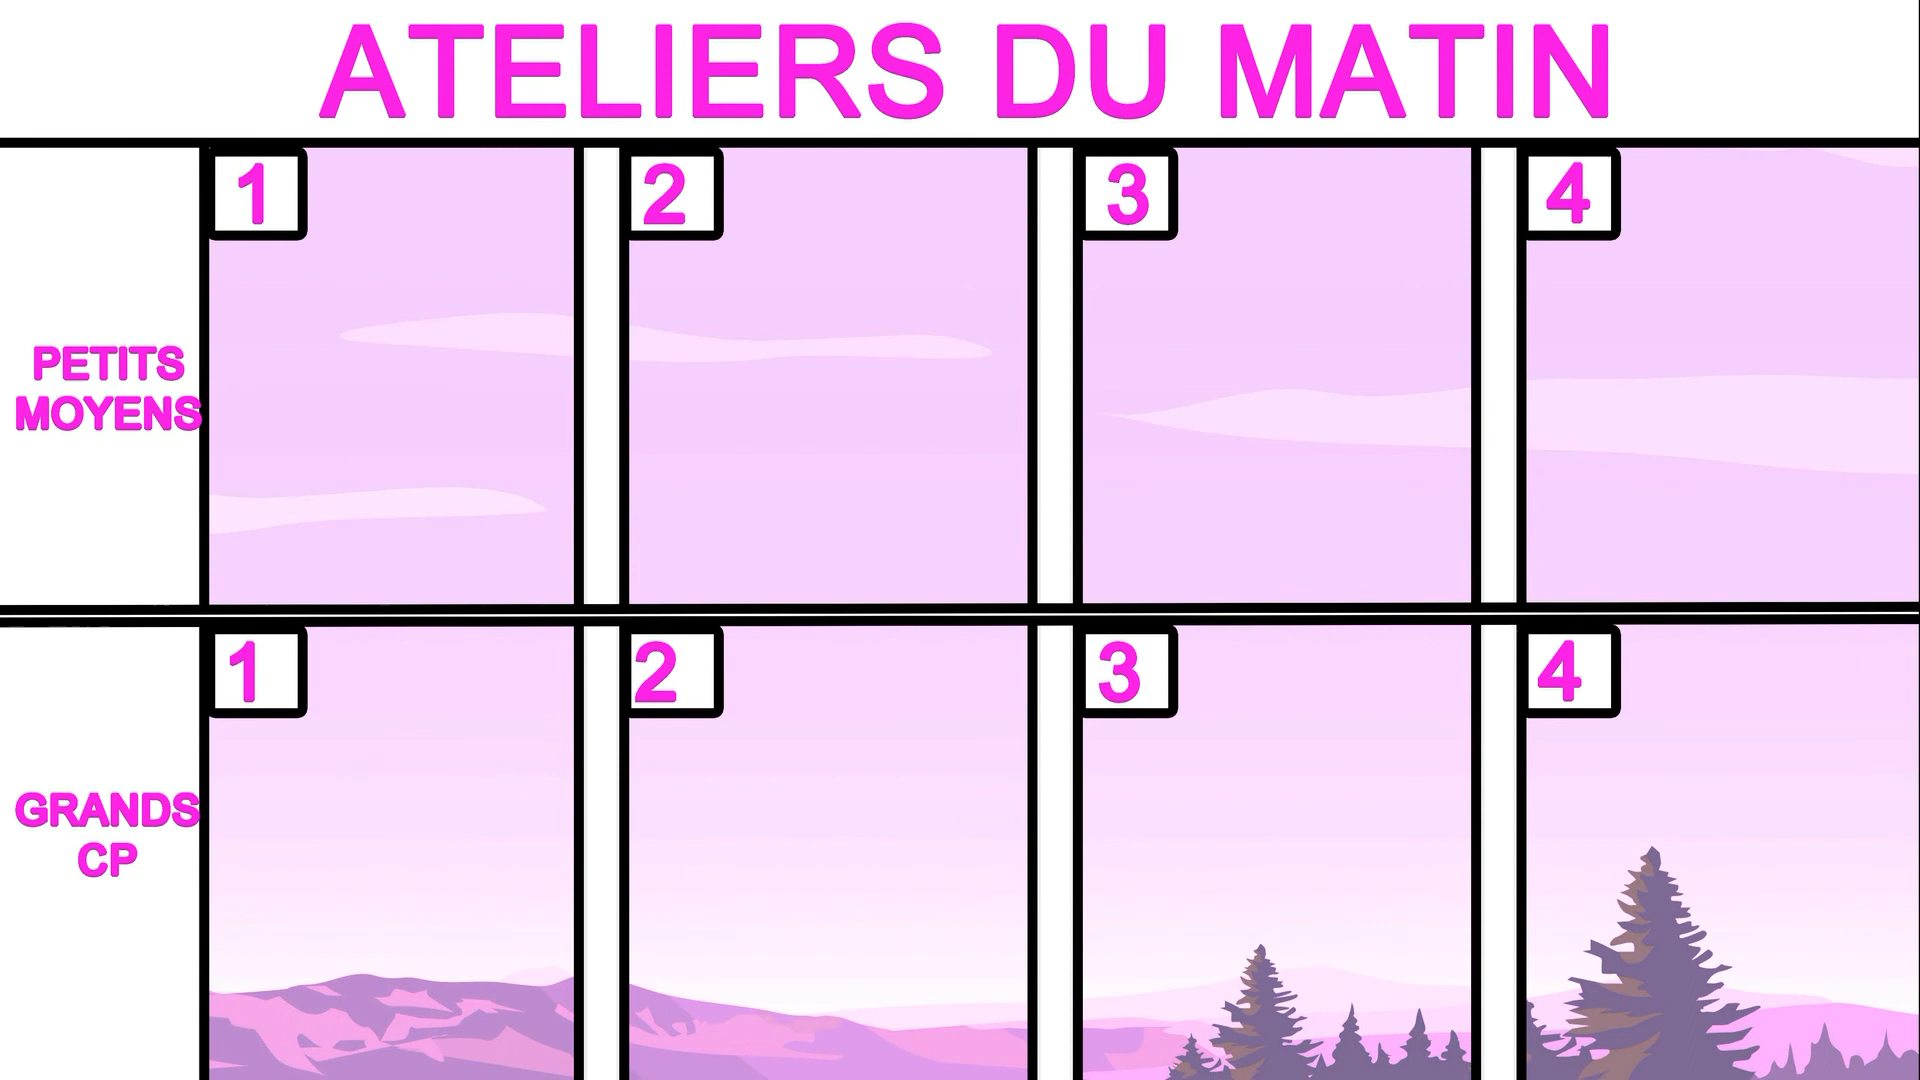 ATELIERS DU MATIN
1 2 3 4
PETITS
MOYENS
1 2 3 4
GRANDS
CP